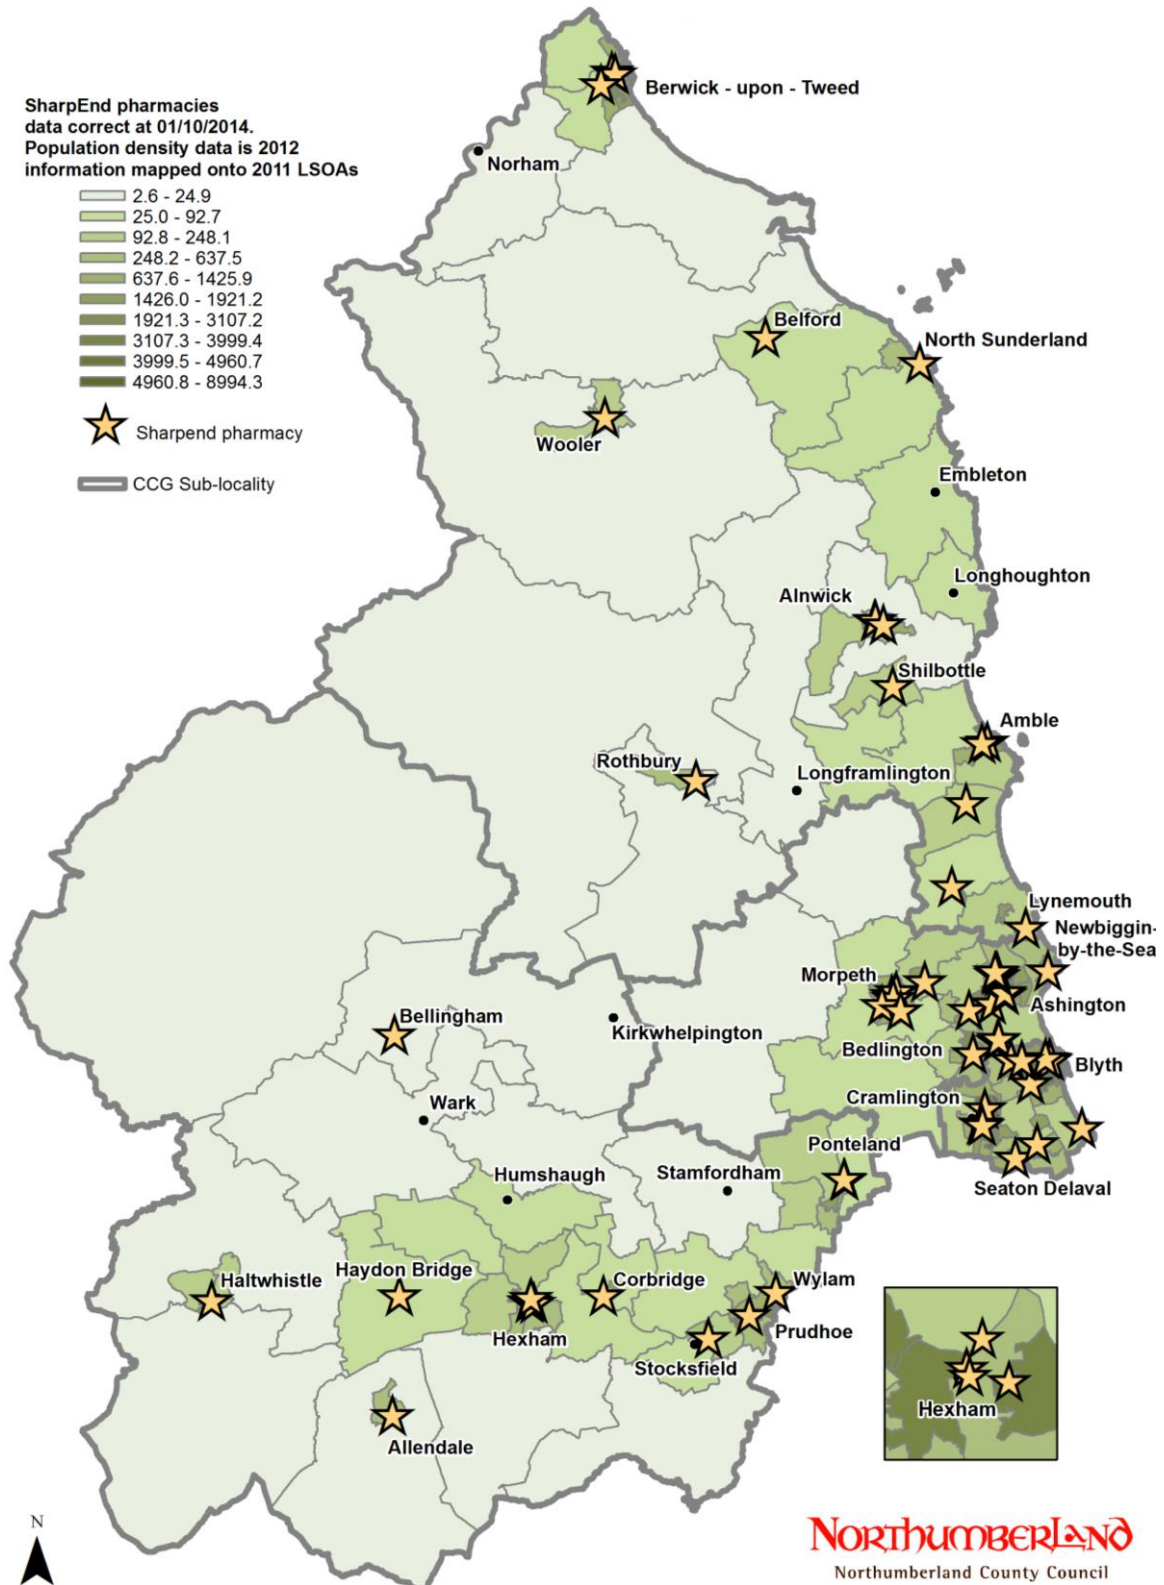 SharpEnd pharmacies
data correct at 01/10/2014.
Population density data is 2012
information mapped onto 2011 LSOAs
2.6 - 24.9
25.0 - 92.7
92.8 - 248.1
248.2 - 637.5
637.6 - 1425.9
1426.0 - 1921.2
1921.3 - 3107.2
3107.3 - 3999.4
3999.5 - 4960.7
4960.8 - 8994.3
Sharpend pharmacy
CCG Sub-locality
Berwick - upon - Tweed
Norham
Belford
North Sunderland
Wooler
Embleton
Longhoughton
Alnwick
Shilbottle
Amble
Rothbury
Longframlington
Lynemouth
Newbiggin-
by-the-Sea
Morpeth
Ashington
Bellingham
Kirkwhelpington
Bedlington
Blyth
Wark
Cramlington
Ponteland
Humshaugh
Stamfordham
Seaton Delaval
Haltwhistle
Haydon Bridge
Corbridge
Wylam
Hexham
Prudhoe
Stocksfield
Allendale
Hexham
N
Northumberland
Northumberland County Council